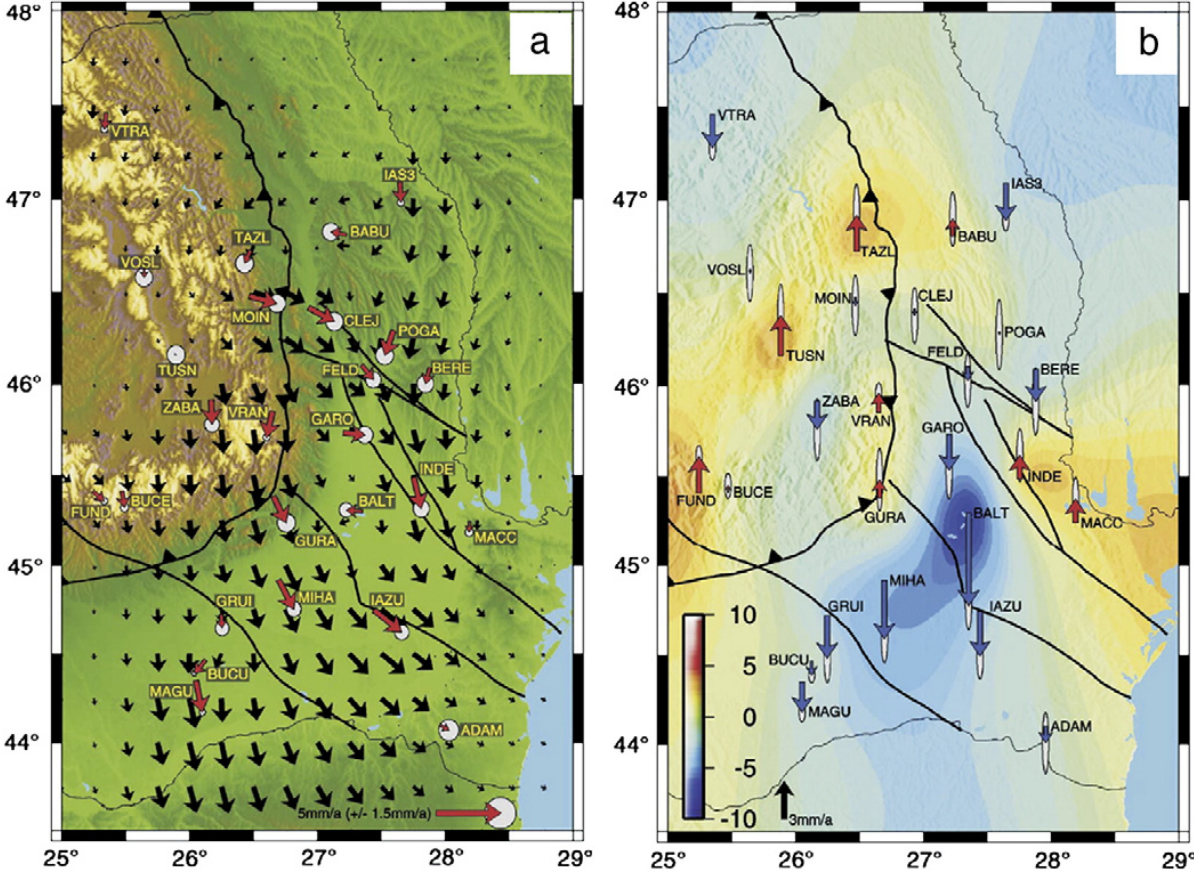 48°
a
VTRA
IAS3
47°
BABU
TAZL
VOSL
MOIN
CLEJ
POGA
TUSN
FELD
BERE
46°
ZABA
VRAN
GARO
INDE
FUND
BUCE
BALT
GURA
MACC
45°
GRUI
MIHA
IAZU
BUCU
MAGU
ADAM
44°
5mm/a (+/- 1.5mm/a)
25°
26°
27°
28°
29°
48°
b
VTRA
IAS3
47°
BABU
TAZL
VOSL
MOIN
CLEJ
POGA
TUSN
FELD
BERE
46°
ZABA
VRAN
GARO
INDE
FUND
BUCE
MACC
GURA
BALT
45°
MIHA
GRUI
IAZU
10
5
0
-5
-10
BUCU
MAGU
ADAM
44°
3mm/a
25°
26°
27°
28°
29°